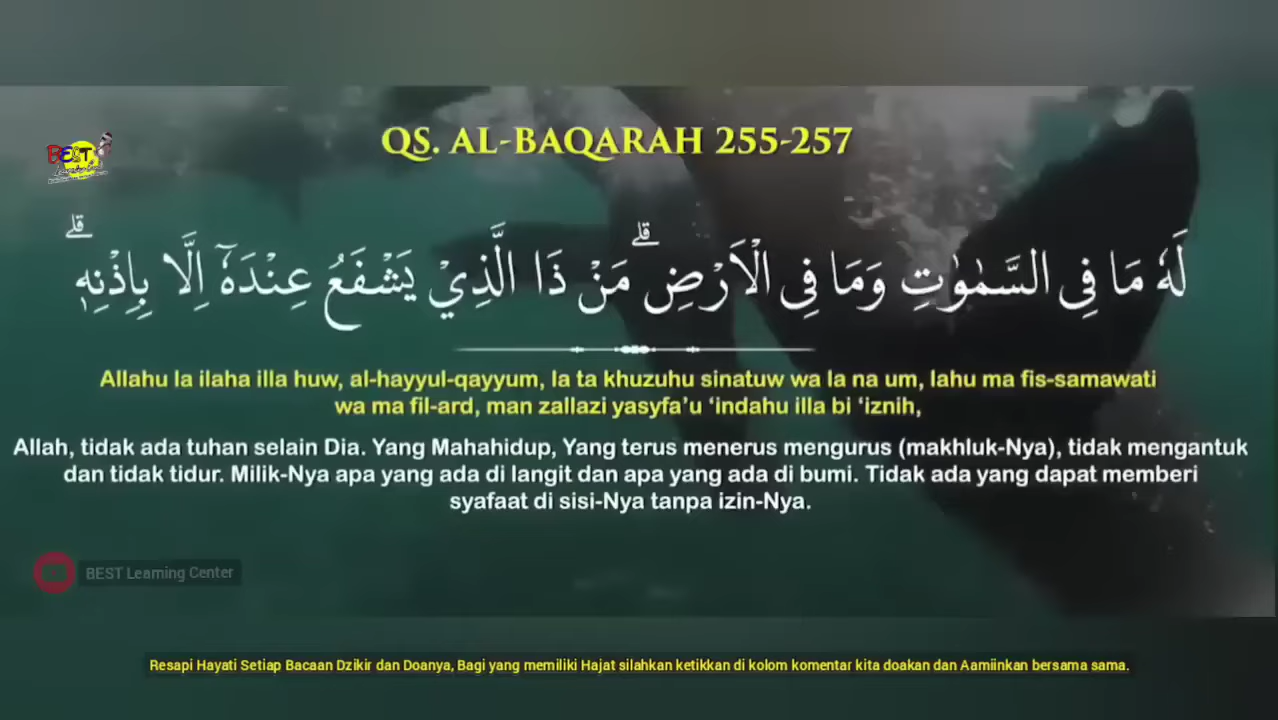 BEST
QS. AL-BAQARAH 255-257
لَهٗ مَا فِى السَّمٰوٰتِ وَمَا فِى الْاَرْضِۗ مَنْ ذَا الَّذِيْ يَشْفَعُ عِنْدَهٗٓ اِلَّا بِاِذْنِهٖۗ
Allahu la ilaha illa huw, al-hayyul-qayyum, la ta khuzuhu sinatuw wa la na um, lahu ma fis-samawati
wa ma fil-ard, man zallazi yasyfa’u ‘indahu illa bi ‘iznih,
Allah, tidak ada tuhan selain Dia. Yang Mahahidup, Yang terus menerus mengurus (makhluk-Nya), tidak mengantuk
dan tidak tidur. Milik-Nya apa yang ada di langit dan apa yang ada di bumi. Tidak ada yang dapat memberi
syafaat di sisi-Nya tanpa izin-Nya.
BEST Learning Center
Resapi Hayati Setiap Bacaan Dzikir dan Doanya, Bagi yang memiliki Hajat silahkan ketikkan di kolom komentar kita doakan dan Aamiinkan bersama sama.